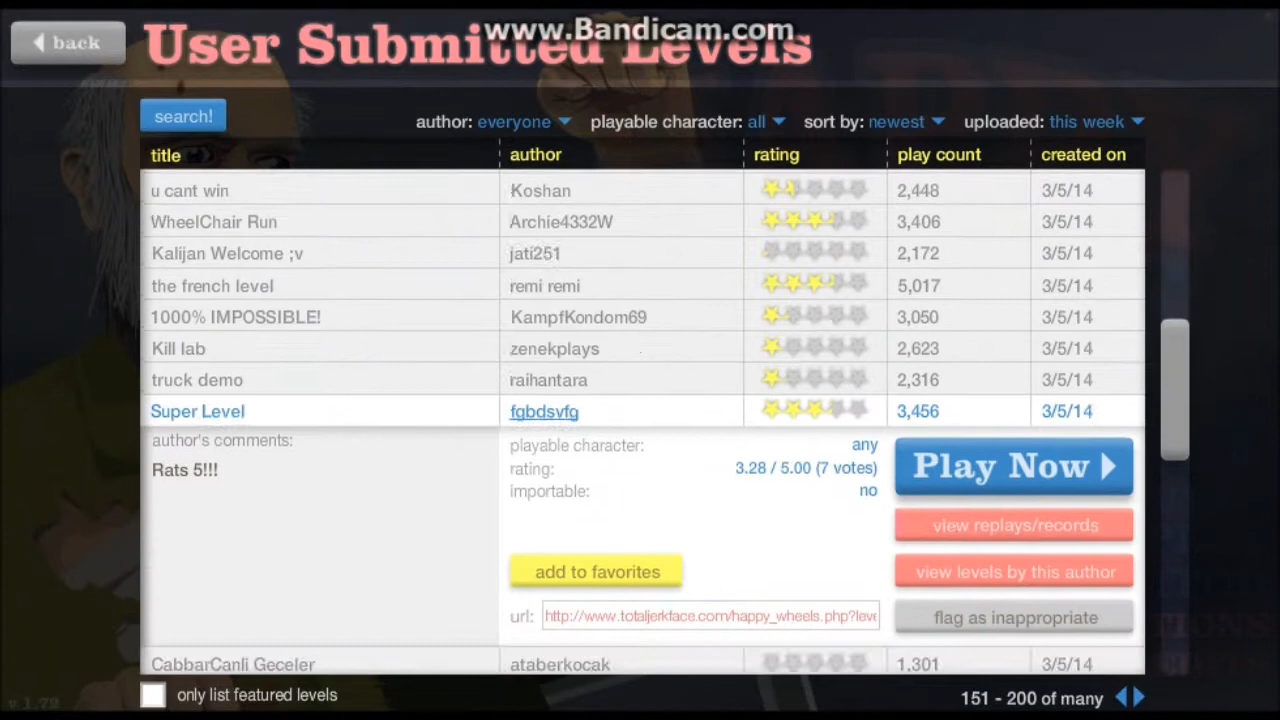 www.Bandicam.com
back
User Submitted Levels
search!
author: everyone playable character: all sort by: newest uploaded: this week
title author rating play count created on
u cant win Koshan 2,448 3/5/14
WheelChair Run Archie4332W 3,406 3/5/14
Kalijan Welcome ;v jati251 2,172 3/5/14
the french level remi remi 5,017 3/5/14
1000% IMPOSSIBLE! KampfKondom69 3,050 3/5/14
Kill lab zenekplays 2,623 3/5/14
truck demo raihantara 2,316 3/5/14
Super Level fgbdsvfg 3,456 3/5/14
author's comments:
Rats 5!!!
playable character: any
rating: 3.28 / 5.00 (7 votes)
importable: no
Play Now
view replays/records
add to favorites
view levels by this author
url: http://www.totaljerkface.com/happy_wheels.php?leve
flag as inappropriate
CabbarCanli Geceler ataberkocak 1,301 3/5/14
only list featured levels
151 - 200 of many
v 1.72